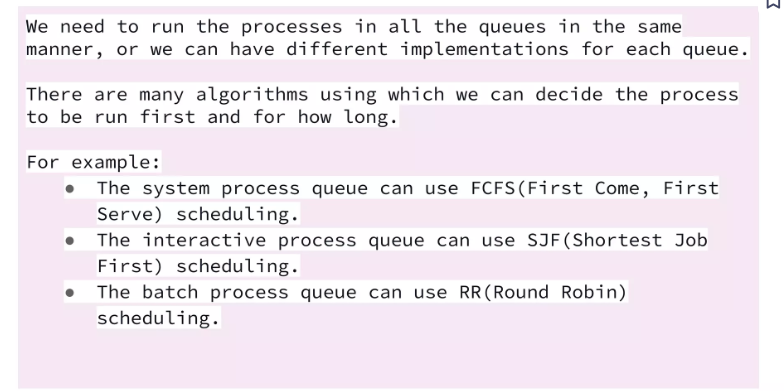 We need to run the processes in all the queues in the same
manner, or we can have different implementations for each queue.
There are many algorithms using which we can decide the process
to be run first and for how long.
For example:
● The system process queue can use FCFS(First Come, First
Serve) scheduling.
● The interactive process queue can use SJF(Shortest Job
First) scheduling.
● The batch process queue can use RR(Round Robin)
scheduling.